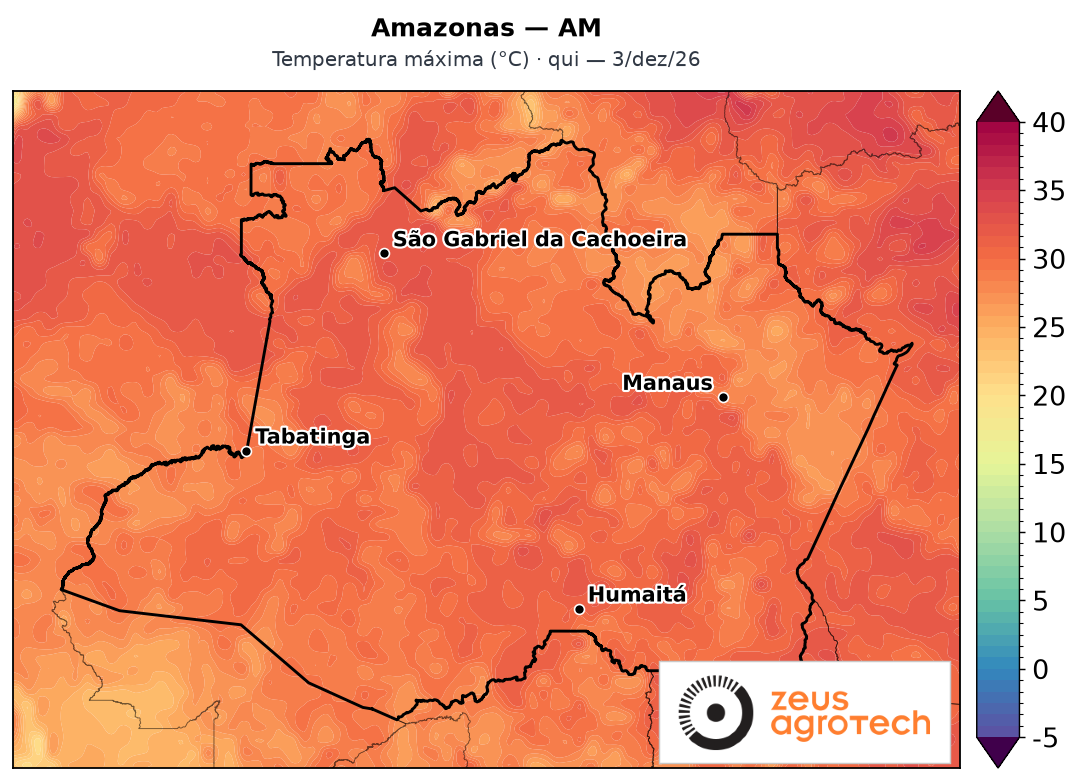 Amazonas — AM
Temperatura máxima (°C) · qui — 3/dez/26
São Gabriel da Cachoeira
Manaus
Tabatinga
Humaitá
zeus
agrotech
40
35
30
25
20
15
10
5
0
-5